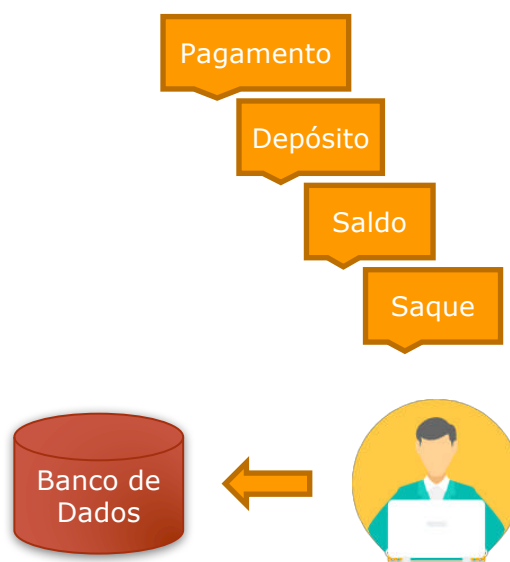 Pagamento
Depósito
Saldo
Saque
Banco de
Dados